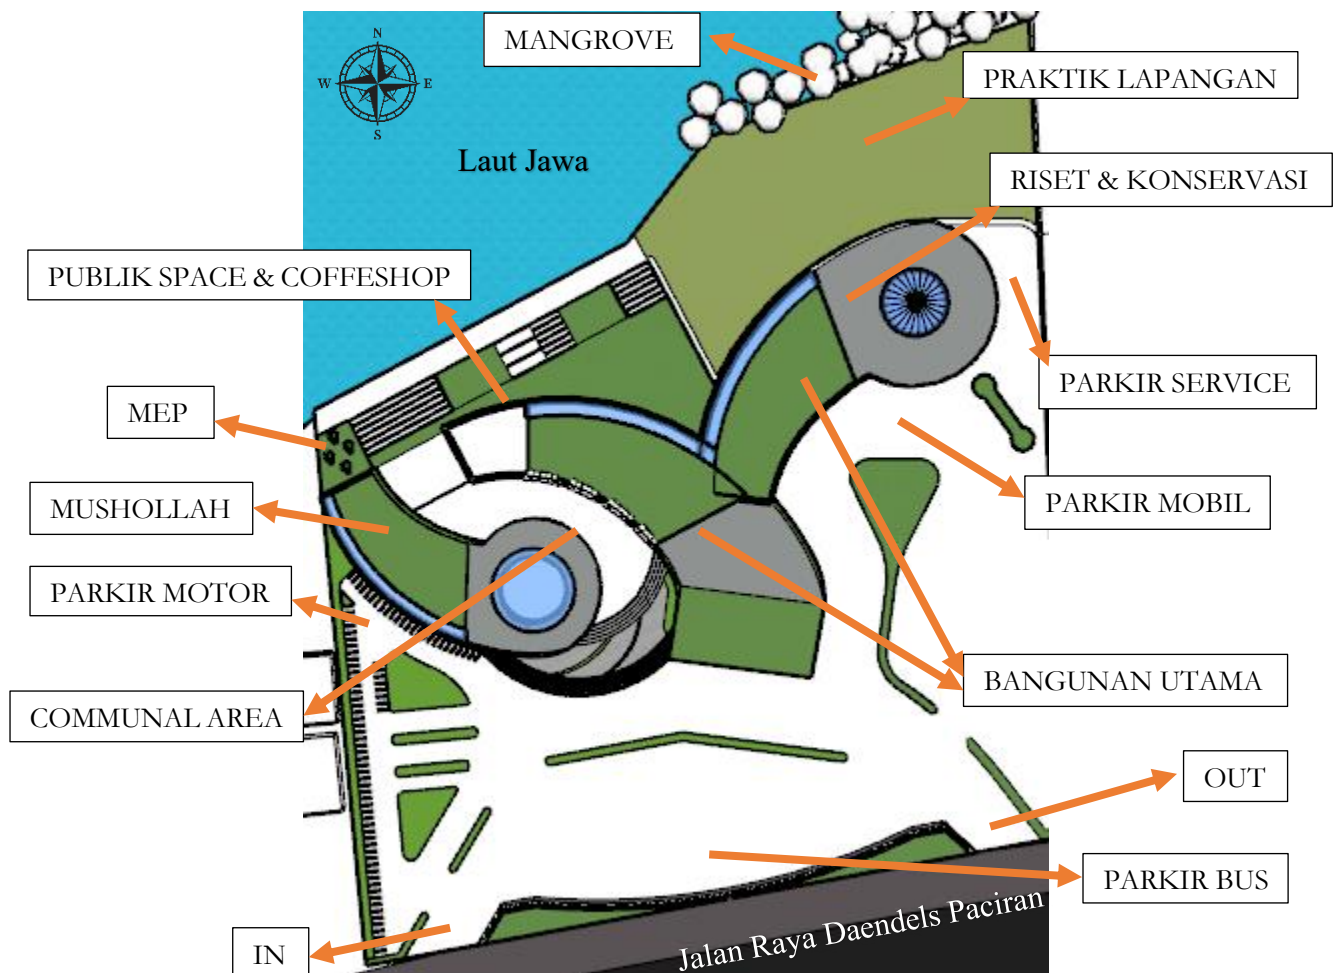 MANGROVE
N
W E
S
PRAKTIK LAPANGAN
Laut Jawa
RISET & KONSERVASI
PUBLIK SPACE & COFFESHOP
PARKIR SERVICE
MEP
PARKIR MOBIL
MUSHOLLAH
PARKIR MOTOR
BANGUNAN UTAMA
COMMUNAL AREA
OUT
PARKIR BUS
Jalan Raya Daendels Paciran
IN